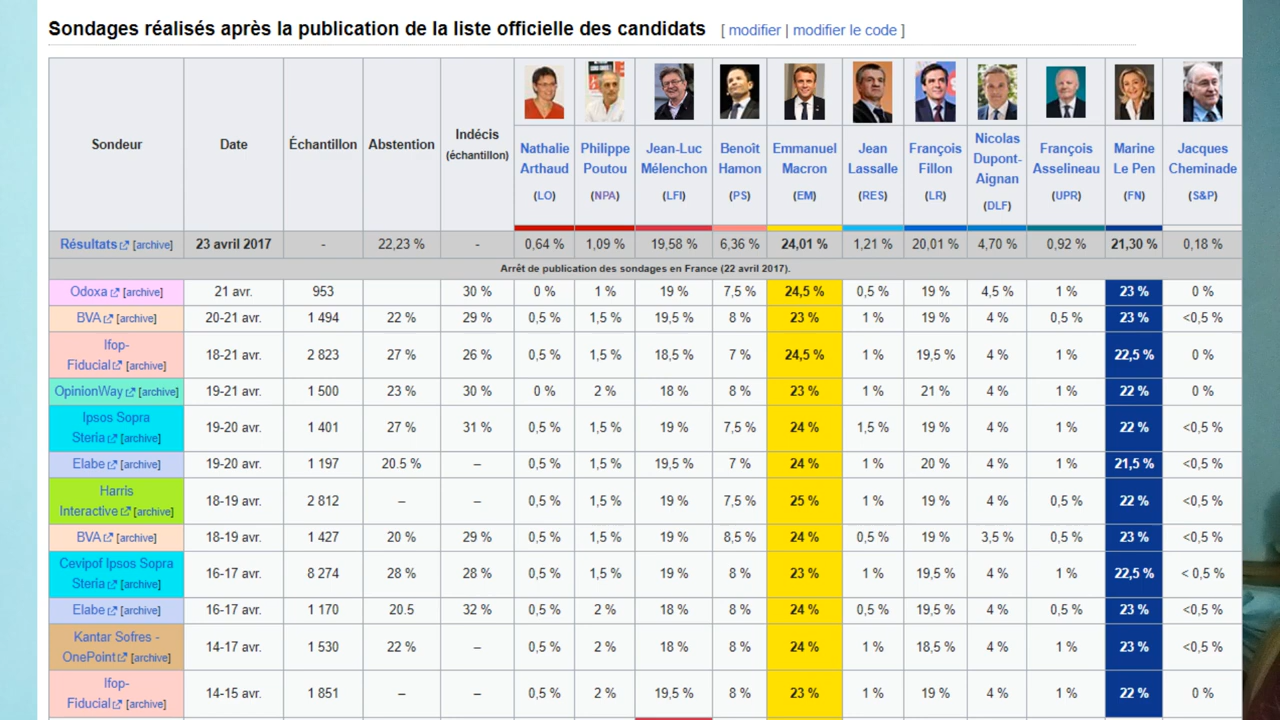 Sondages réalisés après la publication de la liste officielle des candidats [ modifier | modifier le code ]
Sondeur Date Échantillon Abstention Indécis (échantillon) Nathalie Arthaud (LO) Philippe Poutou (NPA) Jean-Luc Mélenchon (LFI) Benoît Hamon (PS) Emmanuel Macron (EM) Jean Lassalle (RES) François Fillon (LR) Nicolas Dupont-Aignan (DLF) François Asselineau (UPR) Marine Le Pen (FN) Jacques Cheminade (S&P)
Résultats [archive] 23 avril 2017 - 22,23 % - 0,64 % 1,09 % 19,58 % 6,36 % 24,01 % 1,21 % 20,01 % 4,70 % 0,92 % 21,30 % 0,18 %
Arrêt de publication des sondages en France (22 avril 2017).
Odoxa [archive] 21 avr. 953 30 % 0 % 1 % 19 % 7,5 % 24,5 % 0,5 % 19 % 4,5 % 1 % 23 % 0 %
BVA [archive] 20-21 avr. 1 494 22 % 29 % 0,5 % 1,5 % 19,5 % 8 % 23 % 1 % 19 % 4 % 0,5 % 23 % <0,5 %
Ifop-Fiducial [archive] 18-21 avr. 2 823 27 % 26 % 0,5 % 1,5 % 18,5 % 7 % 24,5 % 1 % 19,5 % 4 % 1 % 22,5 % 0 %
OpinionWay [archive] 19-21 avr. 1 500 23 % 30 % 0 % 2 % 18 % 8 % 23 % 1 % 21 % 4 % 1 % 22 % 0 %
Ipsos Sopra Steria [archive] 19-20 avr. 1 401 27 % 31 % 0,5 % 1,5 % 19 % 7,5 % 24 % 1,5 % 19 % 4 % 1 % 22 % <0,5 %
Elabe [archive] 19-20 avr. 1 197 20.5 % – 0,5 % 1,5 % 19,5 % 7 % 24 % 1 % 20 % 4 % 1 % 21,5 % <0,5 %
Harris Interactive [archive] 18-19 avr. 2 812 – – 0,5 % 1,5 % 19 % 7,5 % 25 % 1 % 19 % 4 % 0,5 % 22 % <0,5 %
BVA [archive] 18-19 avr. 1 427 20 % 29 % 0,5 % 1,5 % 19 % 8,5 % 24 % 0,5 % 19 % 3,5 % 0,5 % 23 % <0,5 %
Cevipof Ipsos Sopra Steria [archive] 16-17 avr. 8 274 28 % 28 % 0,5 % 1,5 % 19 % 8 % 23 % 1 % 19,5 % 4 % 1 % 22,5 % < 0,5 %
Elabe [archive] 16-17 avr. 1 170 20.5 32 % 0,5 % 2 % 18 % 8 % 24 % 0,5 % 19,5 % 4 % 0,5 % 23 % <0,5 %
Kantar Sofres - OnePoint [archive] 14-17 avr. 1 530 22 % – 2 % 18 % 8 % 24 % 1 % 18,5 % 4 % 1 % 23 % <0,5 %
Ifop-Fiducial [archive] 14-15 avr. 1 851 – – 0,5 % 2 % 19,5 % 8 % 23 % 1 % 19 % 4 % 1 % 22 % 0 %